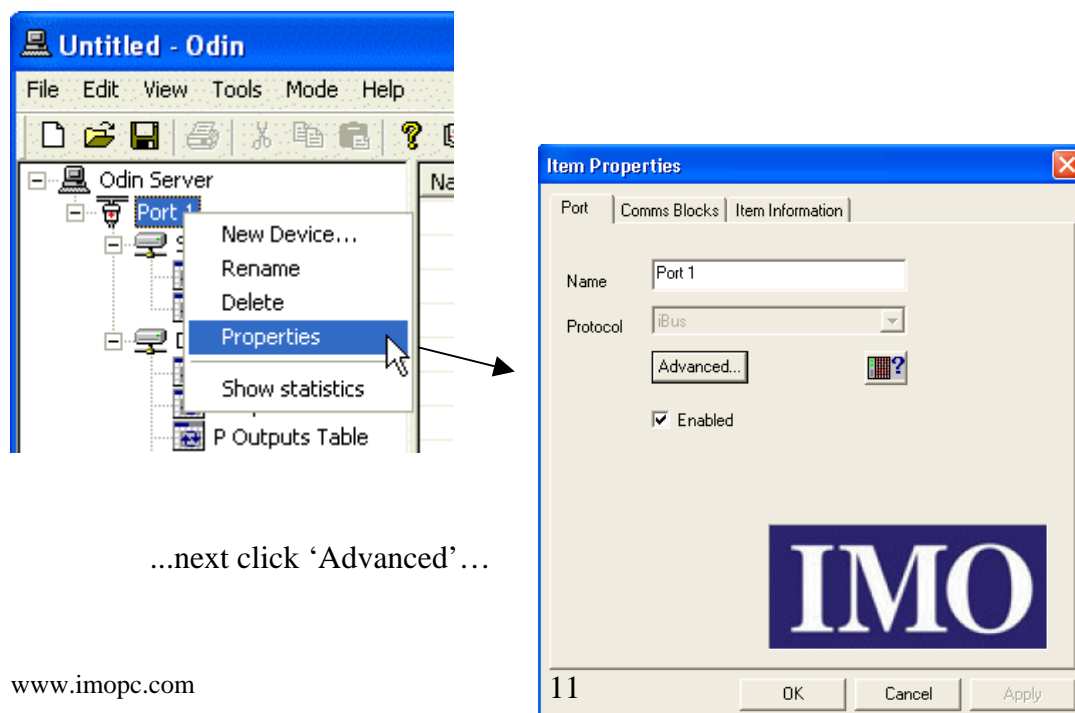 Untitled - Odin
File Edit View Tools Mode Help
Odin Server
Port 1
New Device...
Rename
Delete
Properties
Show statistics
P Outputs Table
Item Properties
Port Comms Blocks Item Information
Name Port 1
Protocol iBus
Advanced...
Enabled
IMO
OK Cancel Apply
...next click ‘Advanced’…
www.imopc.com
11